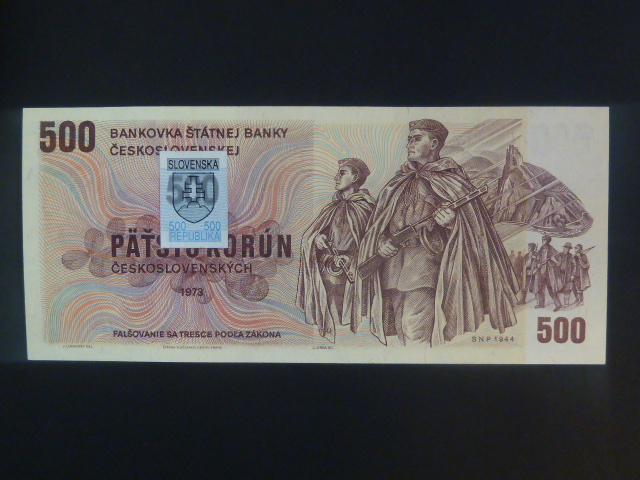 500
BANKOVKA ŠTÁTNEJ BANKY
ČESKOSLOVENSKEJ
SLOVENSKA
500
500 500
REPUBLIKA
PÄŤSTO KORÚN
ČESKOSLOVENSKÝCH
1973
FALŠOVANIE SA TRESCE PODĽA ZÁKONA
SNP 1944
500